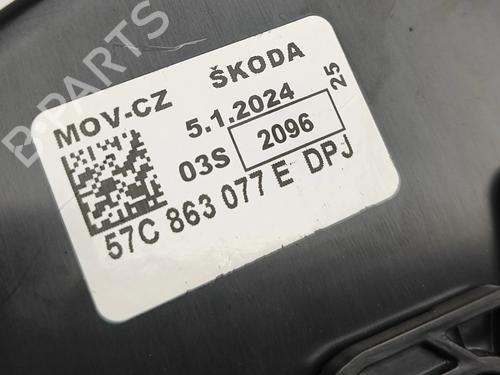 B-PARTS
MOV-CZ ŠKODA
5.1.2024 25
03S 2096
57C 863 077 E DPJ